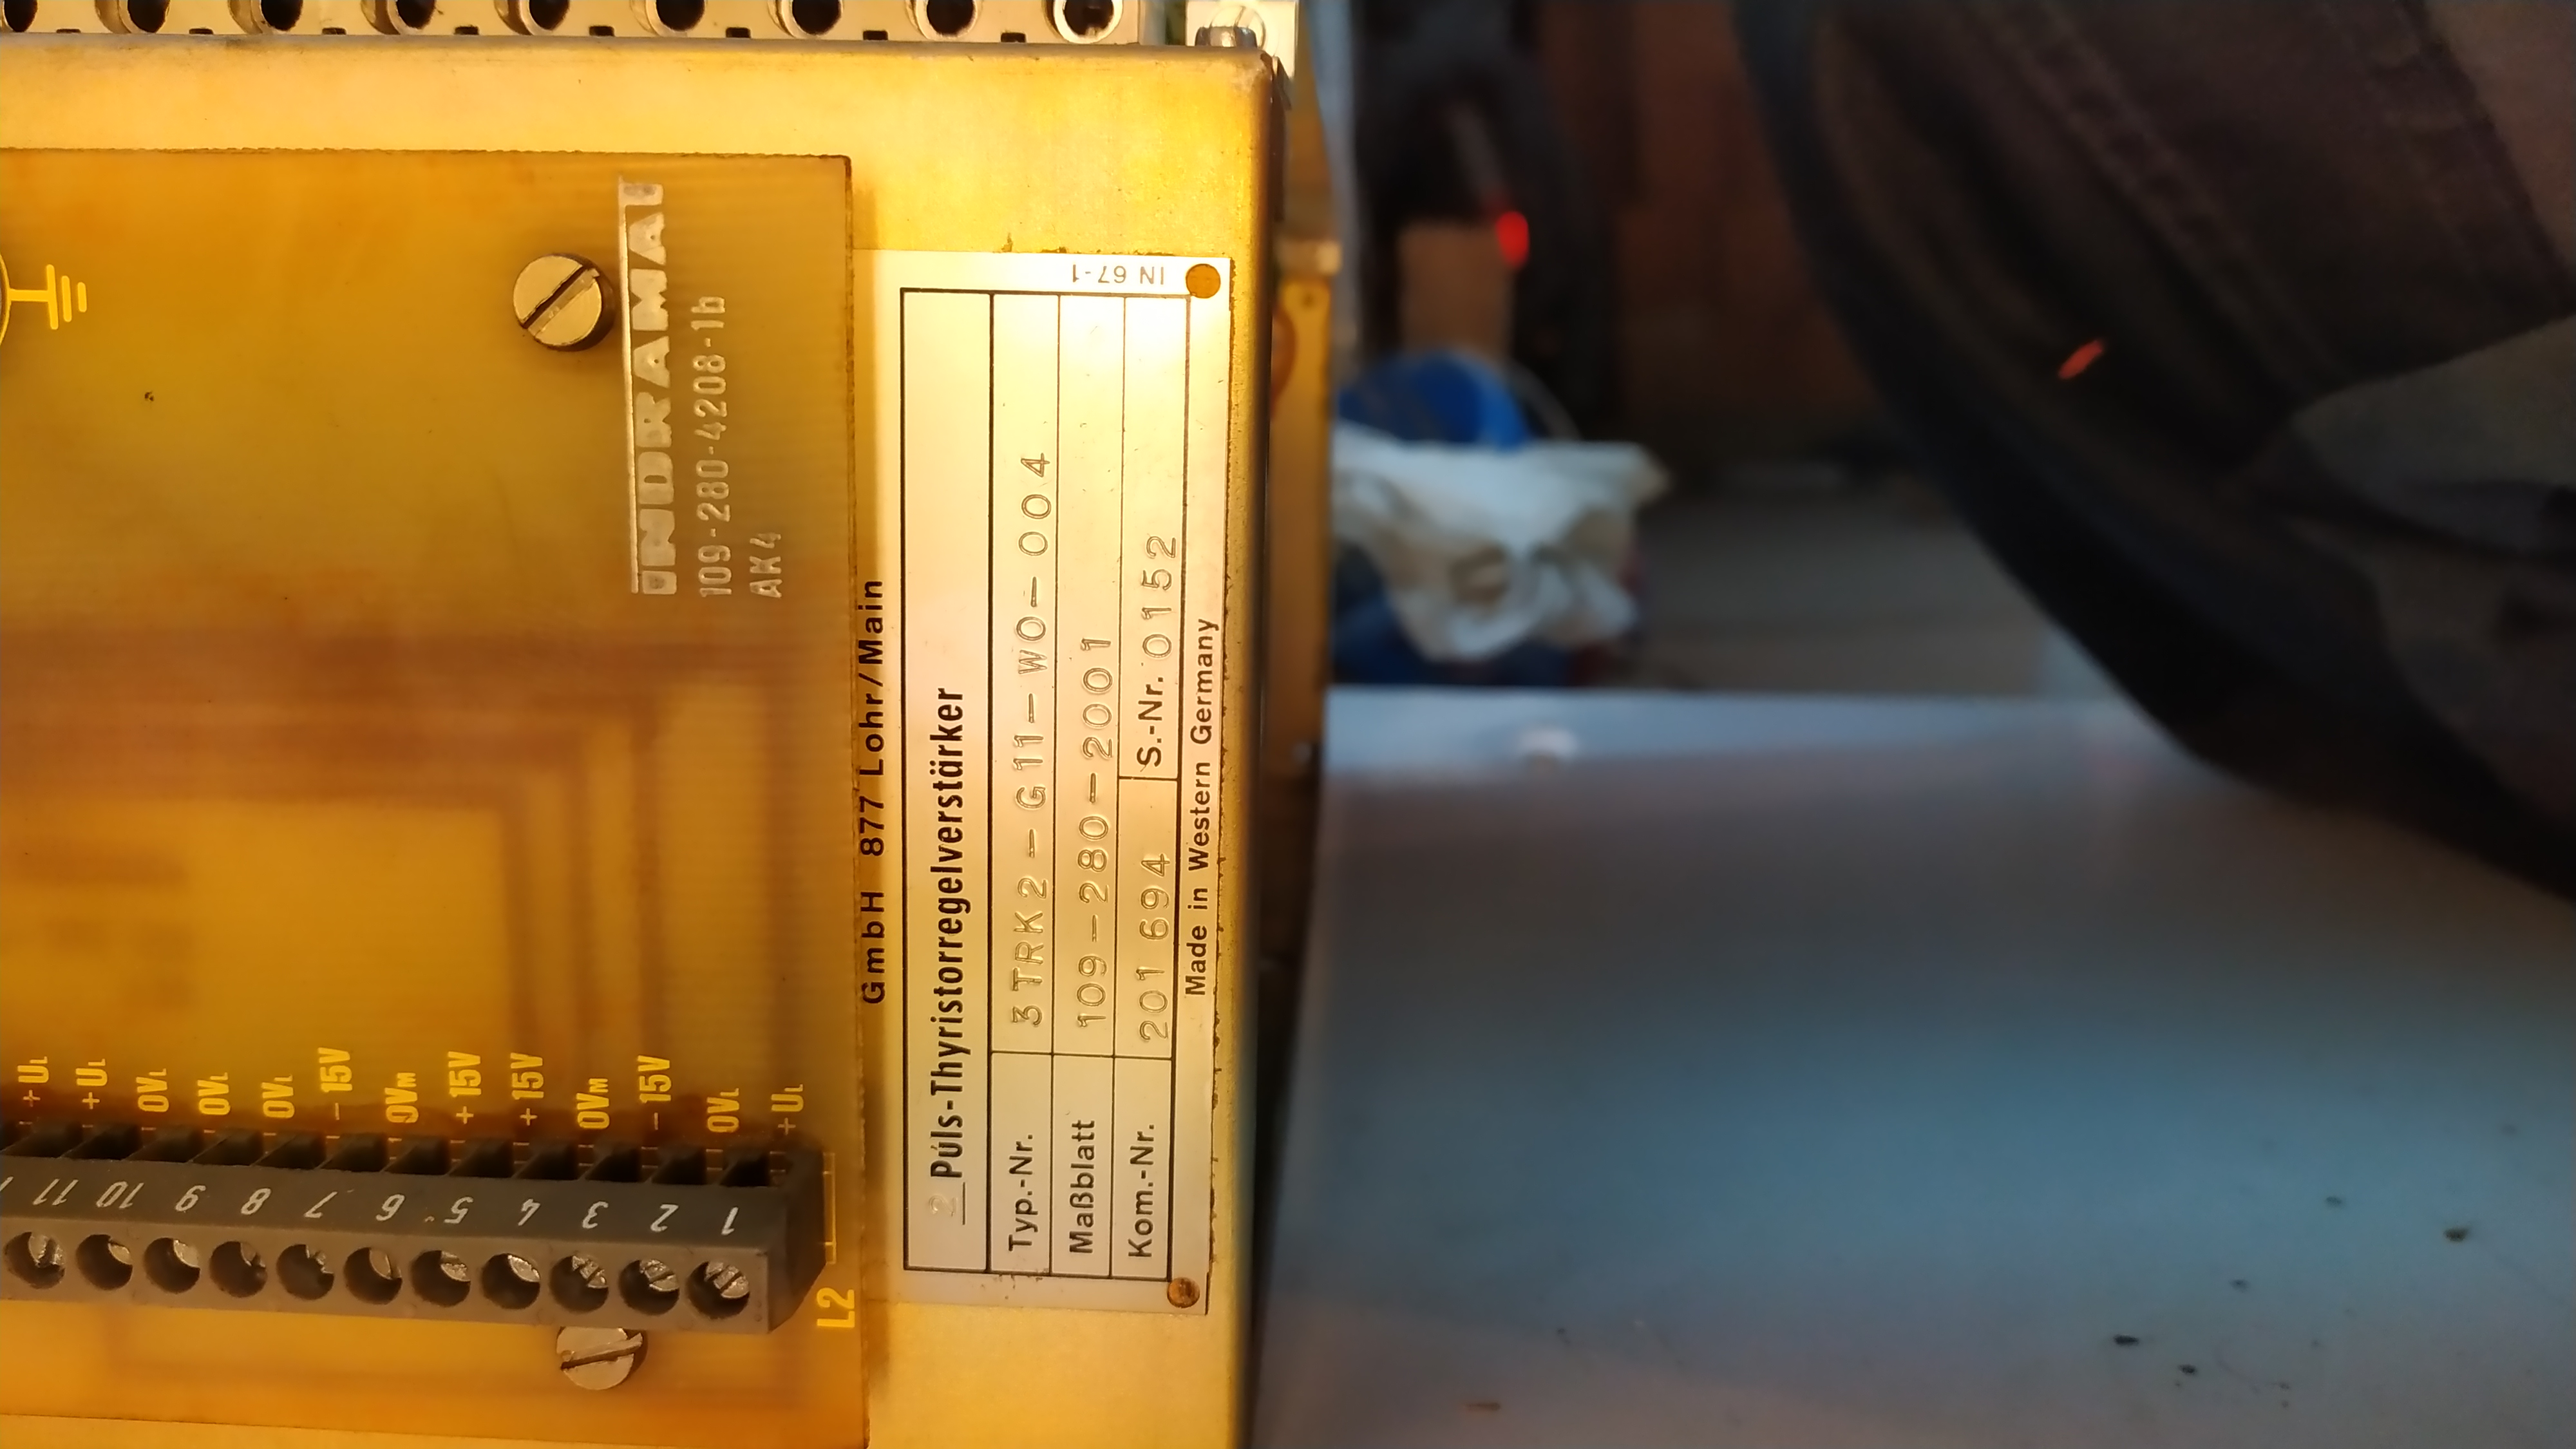 INDRAMAT
109-280-4208-1b
AK4
GmbH 877 Lohr/Main
IN 67-1
2 Puls-Thyristorregelverstärker
Typ.-Nr. 3TRK2-G11-W0-004
Maßblatt 109-280-2001
Kom.-Nr. 201 694 S.-Nr. 0152
Made in Western Germany
+UL +UL 0VL 0VL 0VL -15V 0VM +15V +15V 0VM -15V 0VL +UL
11 10 9 8 7 6 5 4 3 2 1
L2